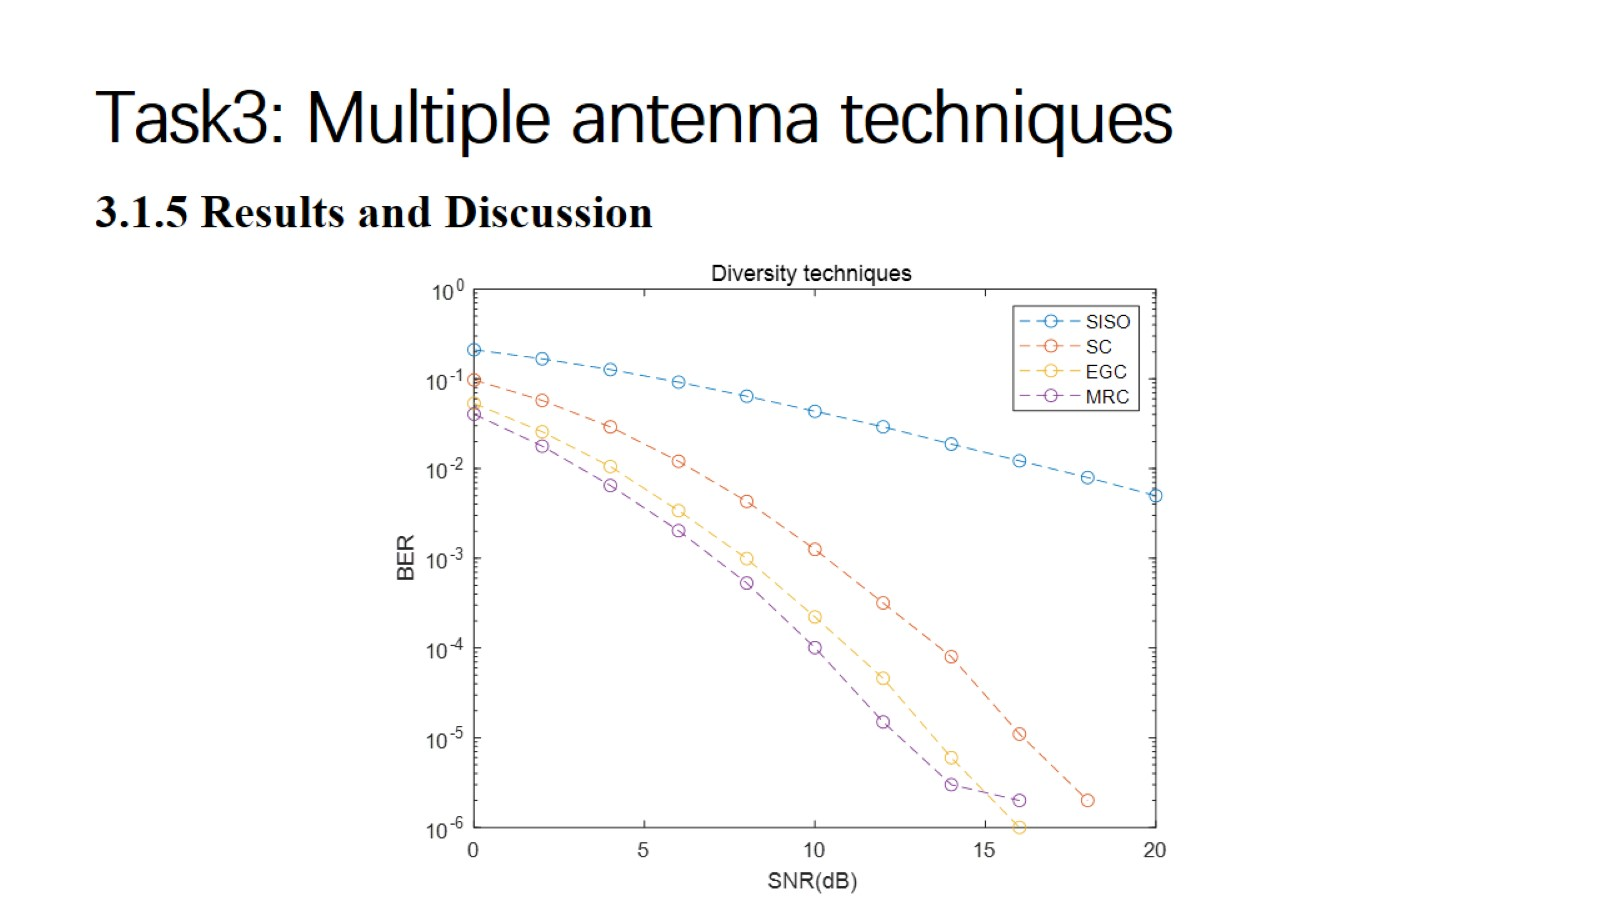 Task3: Multiple antenna techniques
3.1.5 Results and Discussion
Diversity techniques
10^0
10^-1
10^-2
10^-3
10^-4
10^-5
10^-6
BER
SISO
SC
EGC
MRC
0 5 10 15 20
SNR(dB)